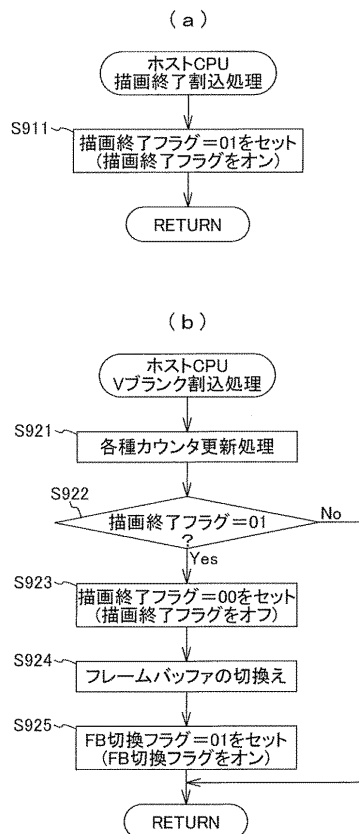 (a)
ホストCPU
描画終了割込処理
S911
描画終了フラグ=01をセット
(描画終了フラグをオン)
RETURN
(b)
ホストCPU
Vブランク割込処理
S921
各種カウンタ更新処理
S922
描画終了フラグ=01
?
No
Yes
S923
描画終了フラグ=00をセット
(描画終了フラグをオフ)
S924
フレームバッファの切換え
S925
FB切換フラグ=01をセット
(FB切換フラグをオン)
RETURN